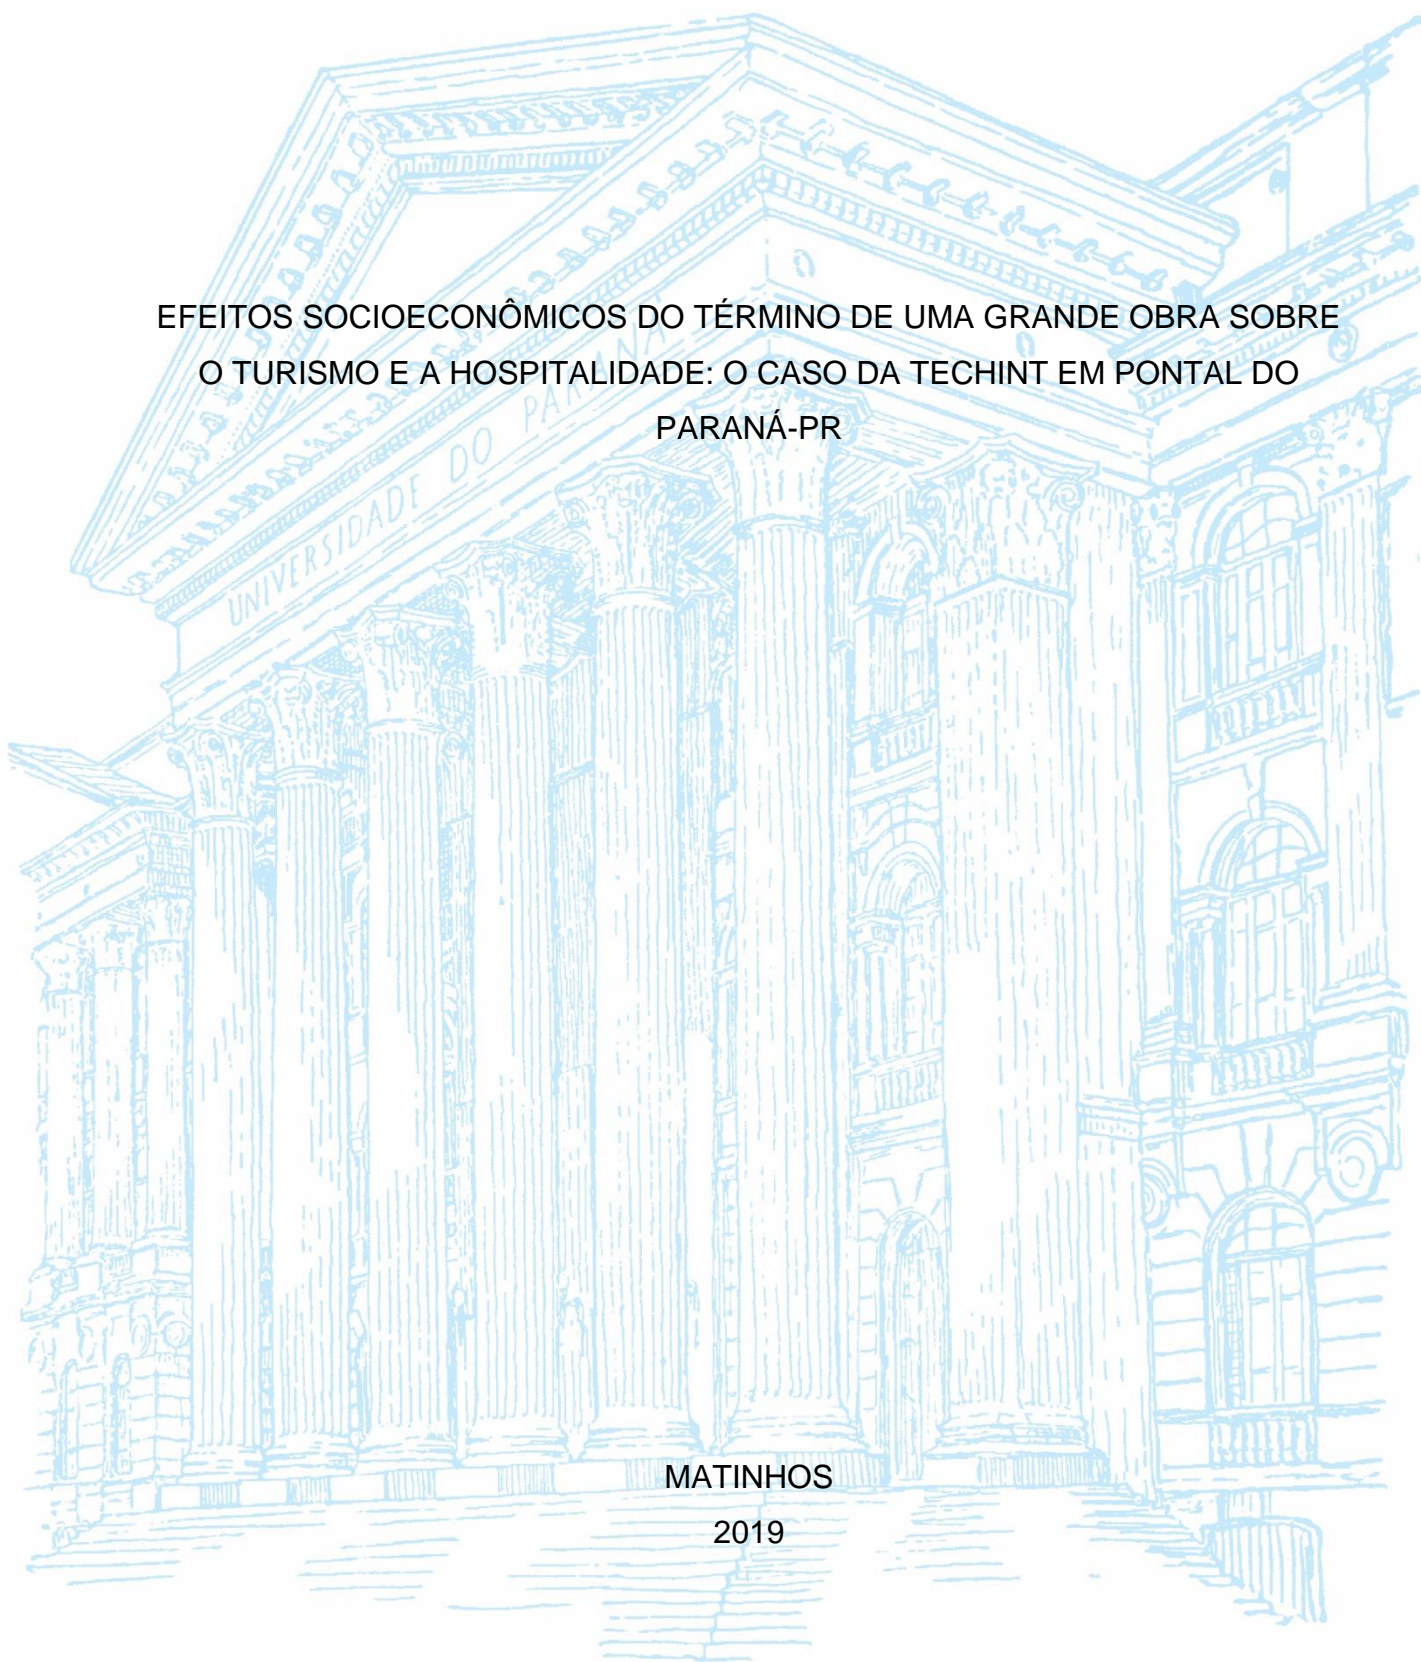 EFEITOS SOCIOECONÔMICOS DO TÉRMINO DE UMA GRANDE OBRA SOBRE
O TURISMO E A HOSPITALIDADE: O CASO DA TECHINT EM PONTAL DO
PARANÁ-PR
UNIVERSIDADE DO PARANÁ
MATINHOS
2019